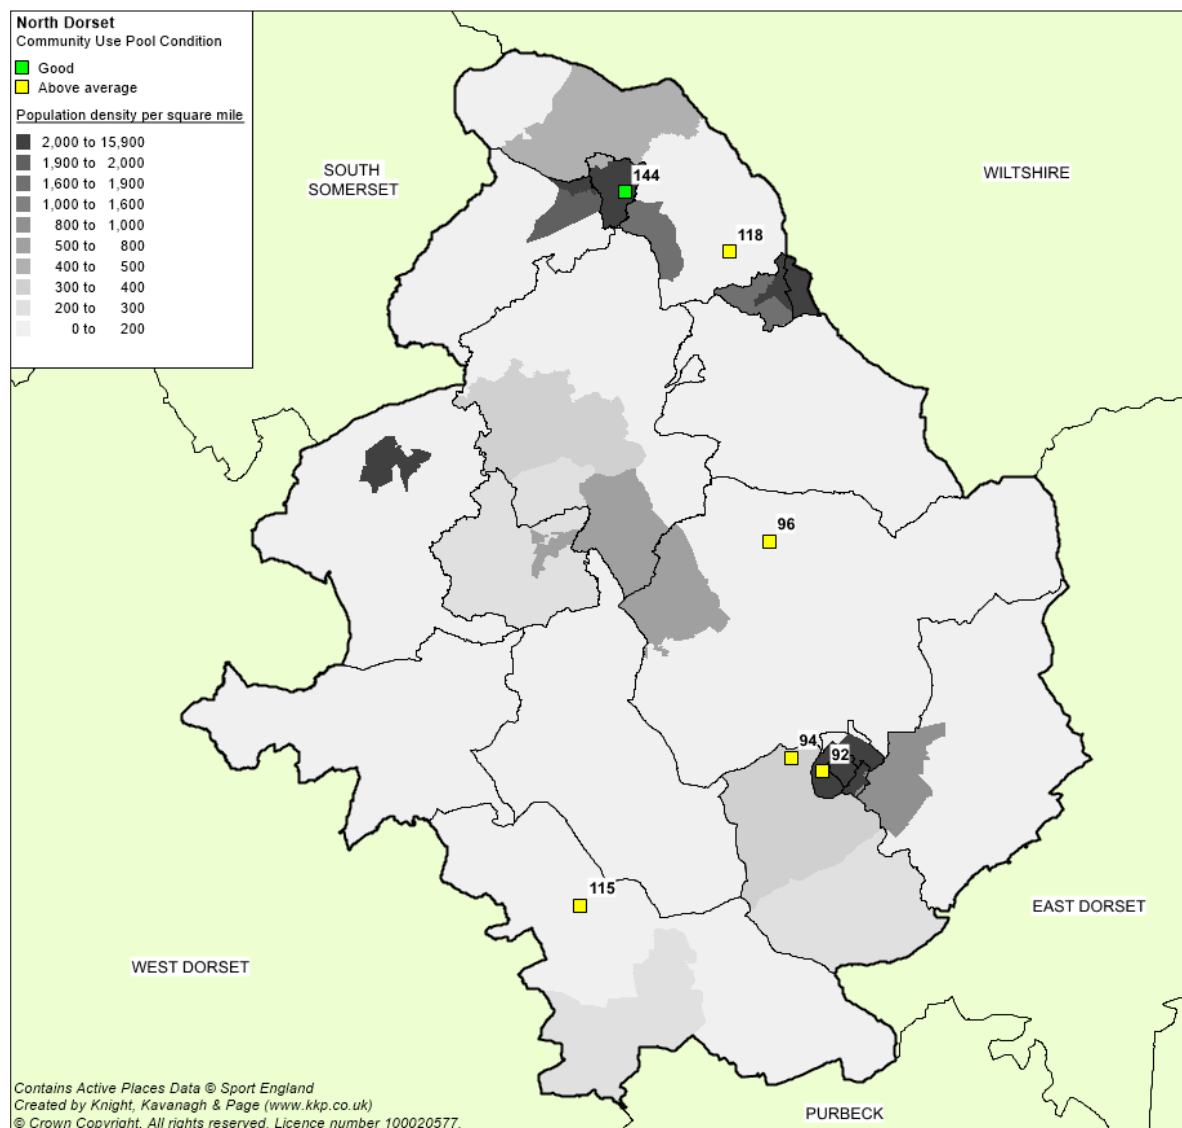 North Dorset
Community Use Pool Condition
Good
Above average
Population density per square mile
2,000 to 15,900
1,900 to 2,000
1,600 to 1,900
1,000 to 1,600
800 to 1,000
500 to 800
400 to 500
300 to 400
200 to 300
0 to 200
SOUTH
SOMERSET
WILTSHIRE
144
118
96
94
92
115
EAST DORSET
WEST DORSET
PURBECK
Contains Active Places Data © Sport England
Created by Knight, Kavanagh & Page (www.kkp.co.uk)
© Crown Copyright. All rights reserved. Licence number 100020577.